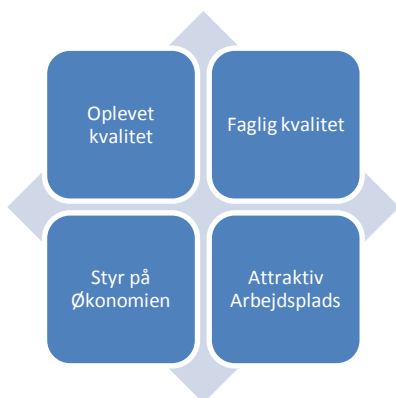 Oplevet
kvalitet
Faglig kvalitet
Styr på
Økonomien
Attraktiv
Arbejdsplads